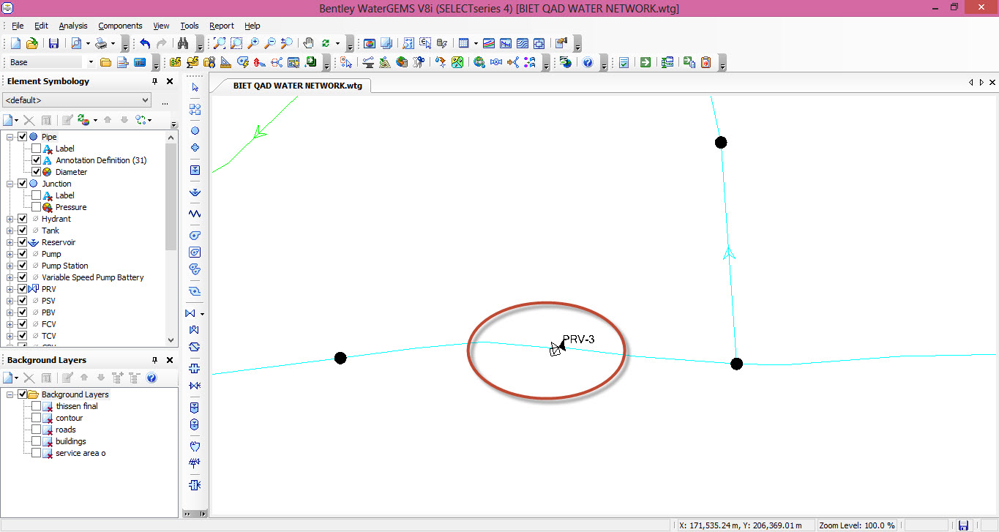 Bentley WaterGEMS V8i (SELECTseries 4) [BIET QAD WATER NETWORK.wtg]
File Edit Analysis Components View Tools Report Help
Base
Element Symbology
<default>
...
Pipe
Label
Annotation Definition (31)
Diameter
Junction
Label
Pressure
Hydrant
Tank
Reservoir
Pump
Pump Station
Variable Speed Pump Battery
PRV
PSV
PBV
FCV
TCV
Background Layers
Background Layers
thissen final
contour
roads
buildings
service area o
BIET QAD WATER NETWORK.wtg
PRV-3
X: 171,535.24 m, Y: 206,369.01 m
Zoom Level: 100.0 %